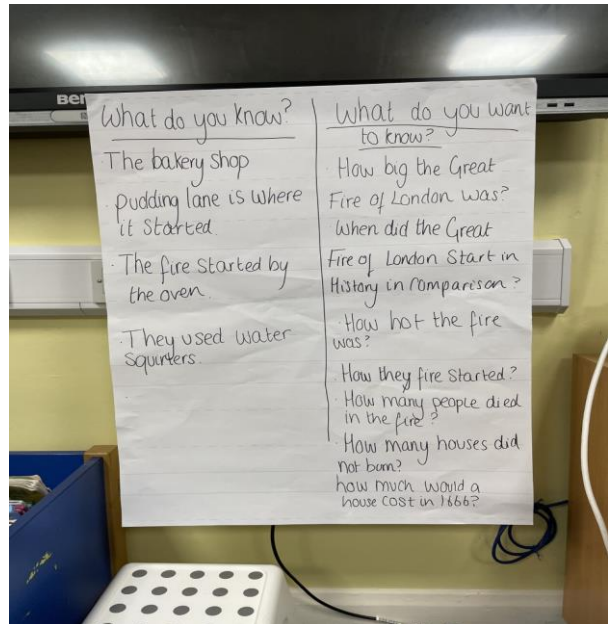 Ben
What do you know?
· The bakery shop
· pudding lane is where
it started.
· The fire started by
the oven.
· They used water
squirters.
What do you want
to know?
· How big the Great
Fire of London was?
· When did the Great
Fire of London Start in
History in comparison?
· How hot the fire
was?
· How they fire started?
· How many people died
in the fire?
· How many houses did
not burn?
how much would a
house cost in 1666?